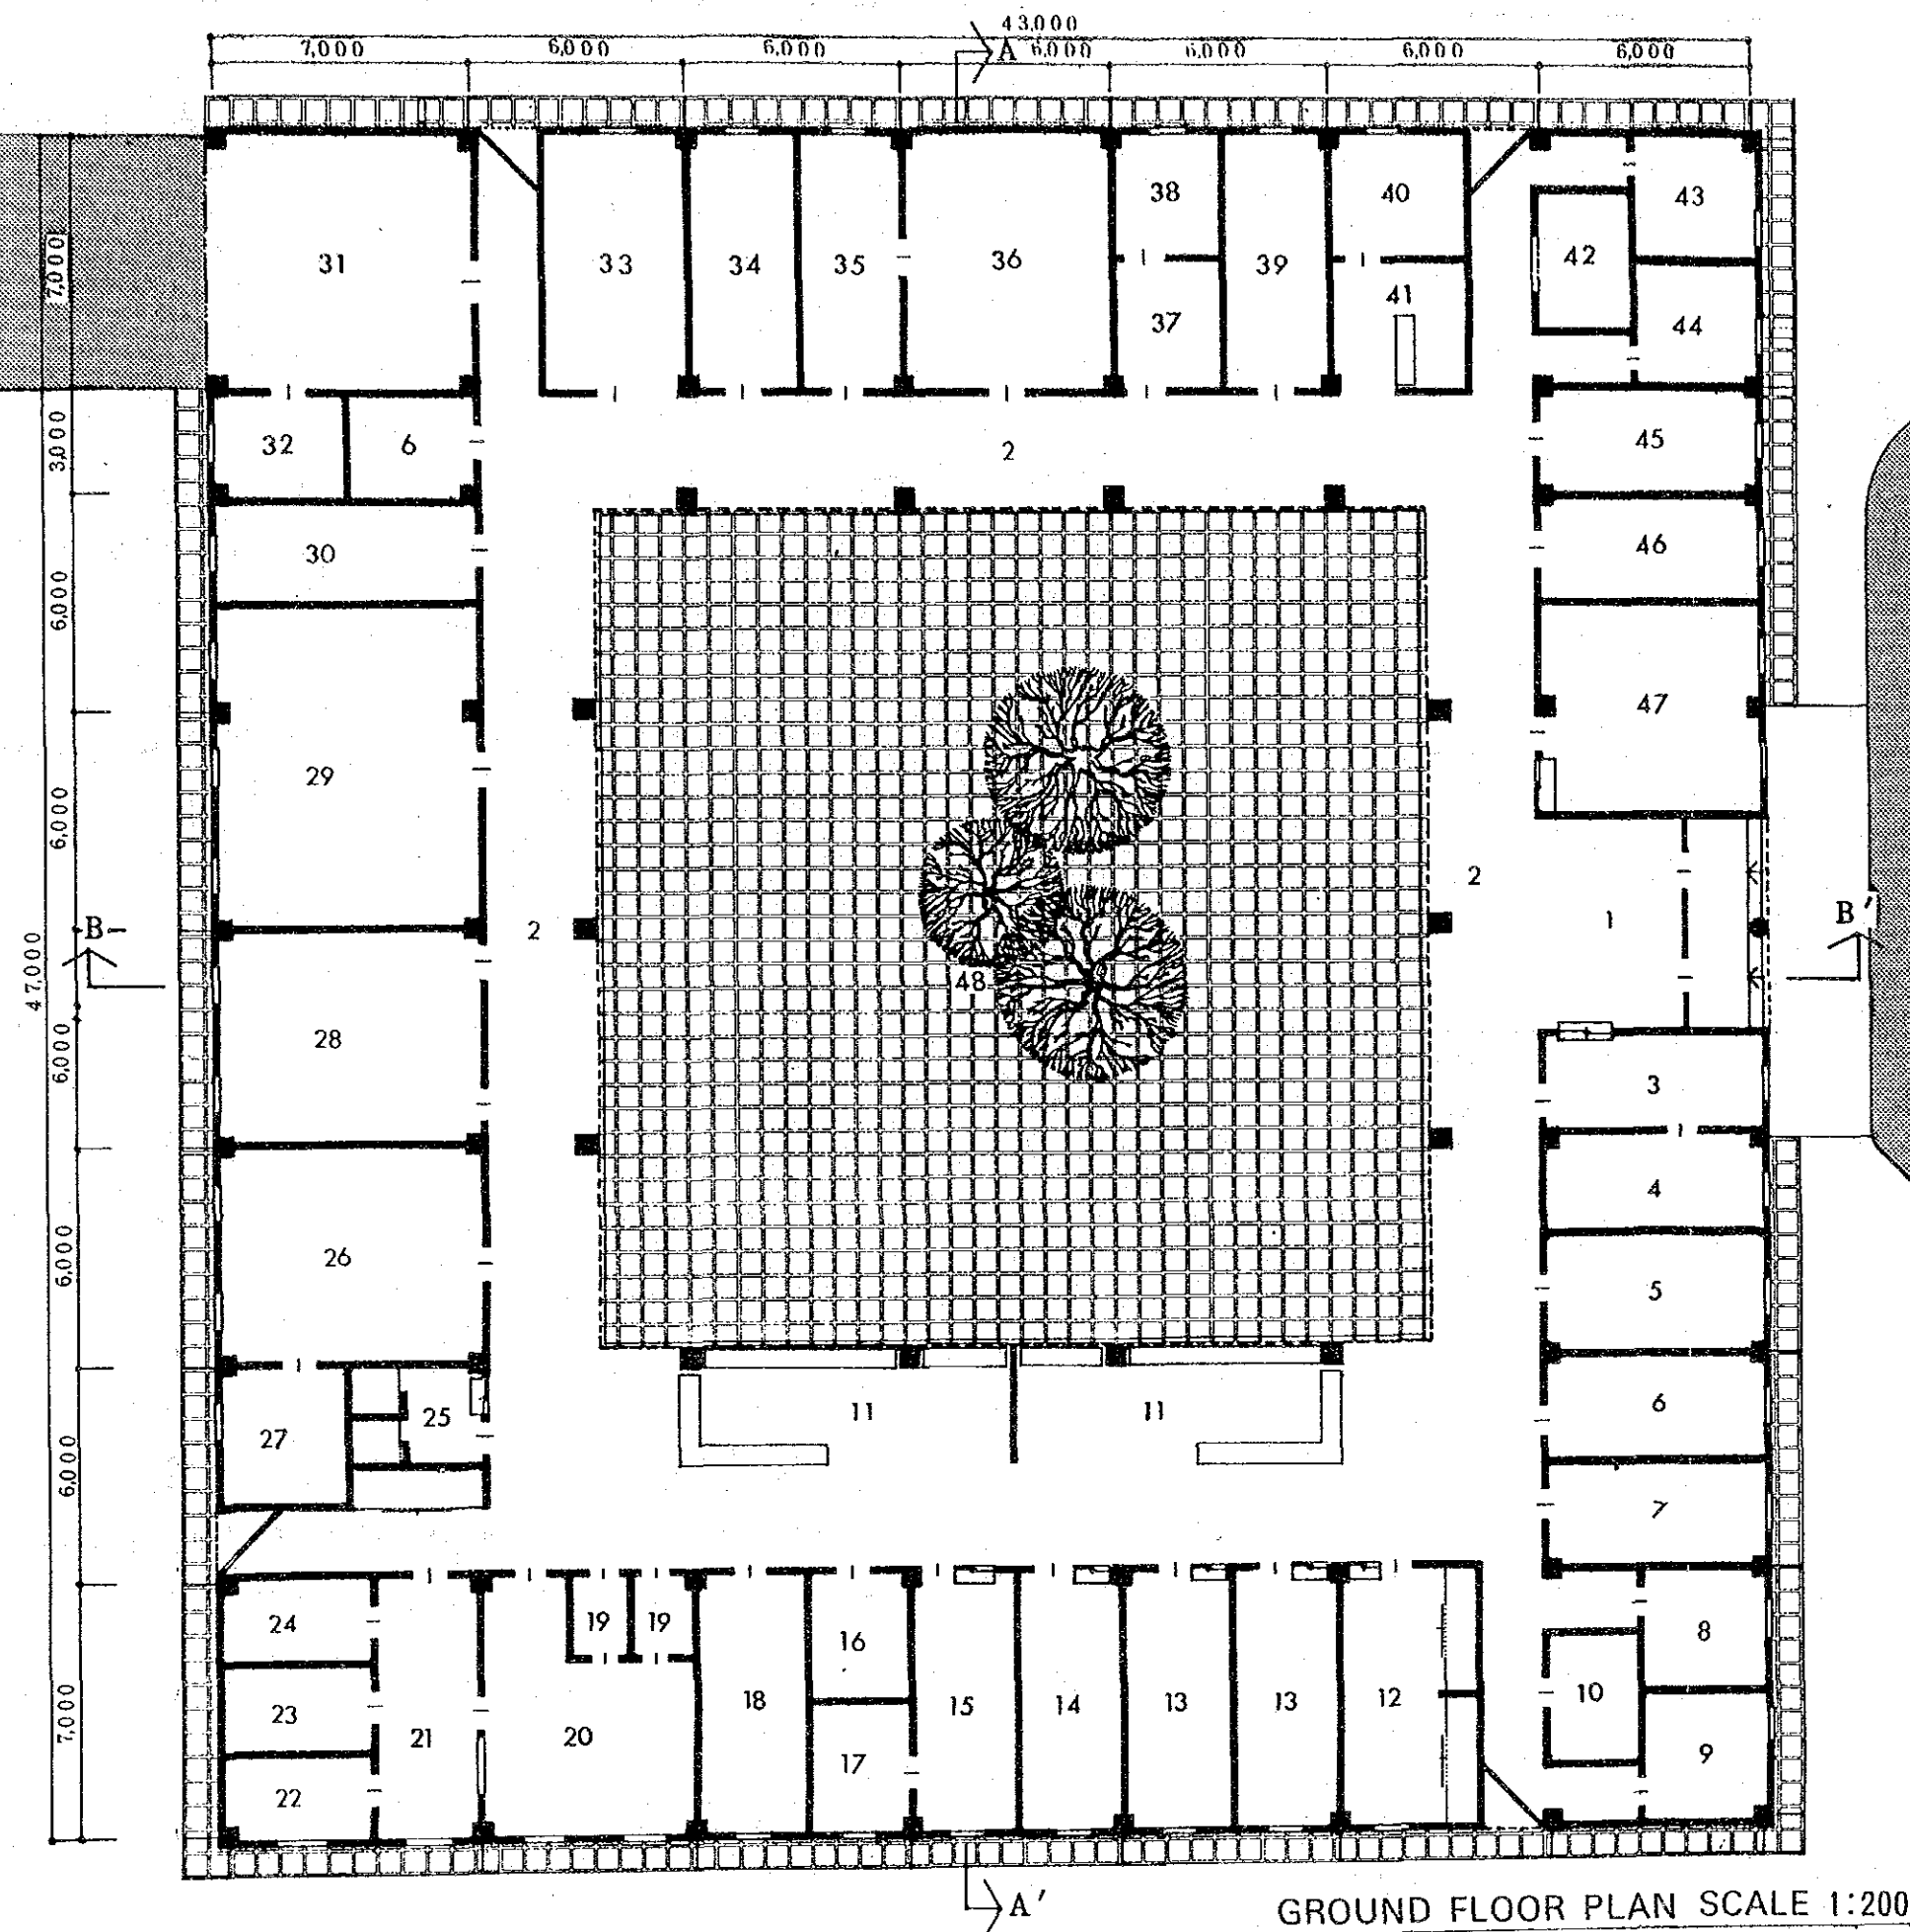 43,000
7,000 6,000 6,000 A 6,000 6,000 6,000 6,000
31 33 34 35 36 38 39 40 42 43
37 41 44
7,000
32 6 2 45
3,000
30 46
6,000
29 47
6,000
2 2 1
B B'
47,000
48
28 3
6,000
4
26 5
6,000
27 25 11 11 6
6,000
7
24 19 19 16 8
23 21 20 18 17 15 14 13 13 12 10
22 9
7,000
A'
GROUND FLOOR PLAN SCALE 1:200